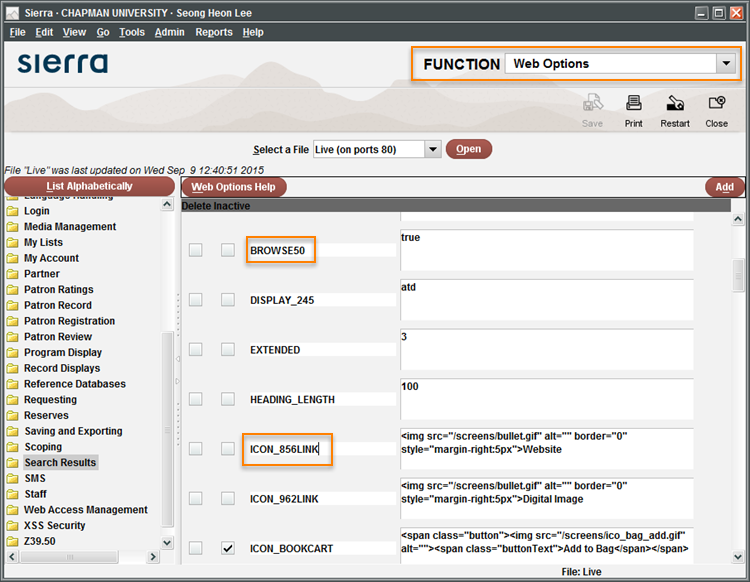 Sierra · CHAPMAN UNIVERSITY · Seong Heon Lee
File Edit View Go Tools Admin Reports Help
sierra
FUNCTION Web Options
Save Print Restart Close
Select a File Live (on ports 80) Open
File "Live" was last updated on Wed Sep 9 12:40:51 2015
List Alphabetically
Web Options Help
Add
Delete Inactive
Language Handling
Login
Media Management
My Lists
My Account
Partner
Patron Ratings
Patron Record
Patron Registration
Patron Review
Program Display
Record Displays
Reference Databases
Requesting
Reserves
Saving and Exporting
Scoping
Search Results
SMS
Staff
Web Access Management
XSS Security
Z39.50
BROWSE50
true
DISPLAY_245
atd
EXTENDED
3
HEADING_LENGTH
100
ICON_856LINK
<img src="/screens/bullet.gif" alt="" border="0"
style="margin-right:5px">Website
ICON_962LINK
<img src="/screens/bullet.gif" alt="" border="0"
style="margin-right:5px">Digital Image
ICON_BOOKCART
<span class="button"><img src="/screens/ico_bag_add.gif"
alt=""><span class="buttonText">Add to Bag</span></span>
File: Live